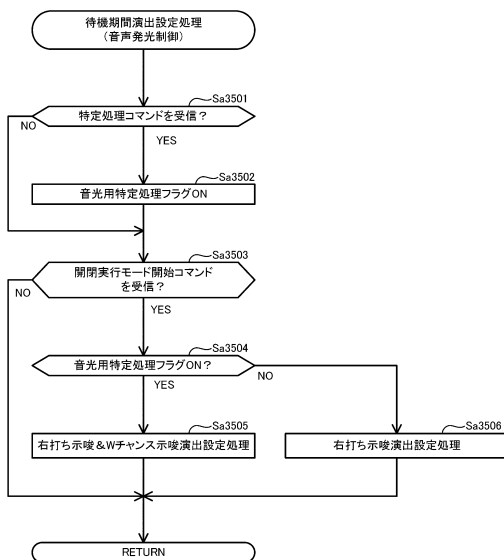 待機期間演出設定処理
(音声発光制御)
Sa3501
特定処理コマンドを受信?
NO
YES
Sa3502
音光用特定処理フラグON
Sa3503
開閉実行モード開始コマンド
を受信?
NO
YES
Sa3504
音光用特定処理フラグON?
YES
NO
Sa3505
右打ち示唆&Wチャンス示唆演出設定処理
Sa3506
右打ち示唆演出設定処理
RETURN